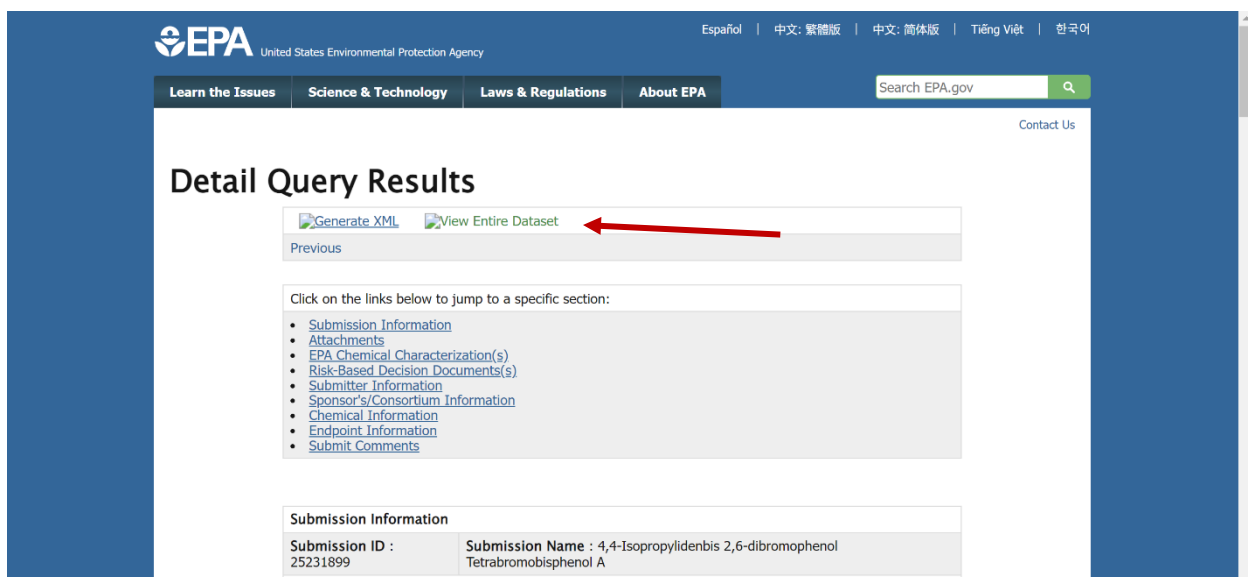 Español | 中文: 繁體版 | 中文: 简体版 | Tiếng Việt | 한국어
EPA United States Environmental Protection Agency
Learn the Issues Science & Technology Laws & Regulations About EPA Search EPA.gov
Contact Us
Detail Query Results
Generate XML View Entire Dataset
Previous
Click on the links below to jump to a specific section:
• Submission Information
• Attachments
• EPA Chemical Characterization(s)
• Risk-Based Decision Documents(s)
• Submitter Information
• Sponsor's/Consortium Information
• Chemical Information
• Endpoint Information
• Submit Comments
Submission Information
Submission ID : Submission Name : 4,4-Isopropylidenbis 2,6-dibromophenol
25231899 Tetrabromobisphenol A